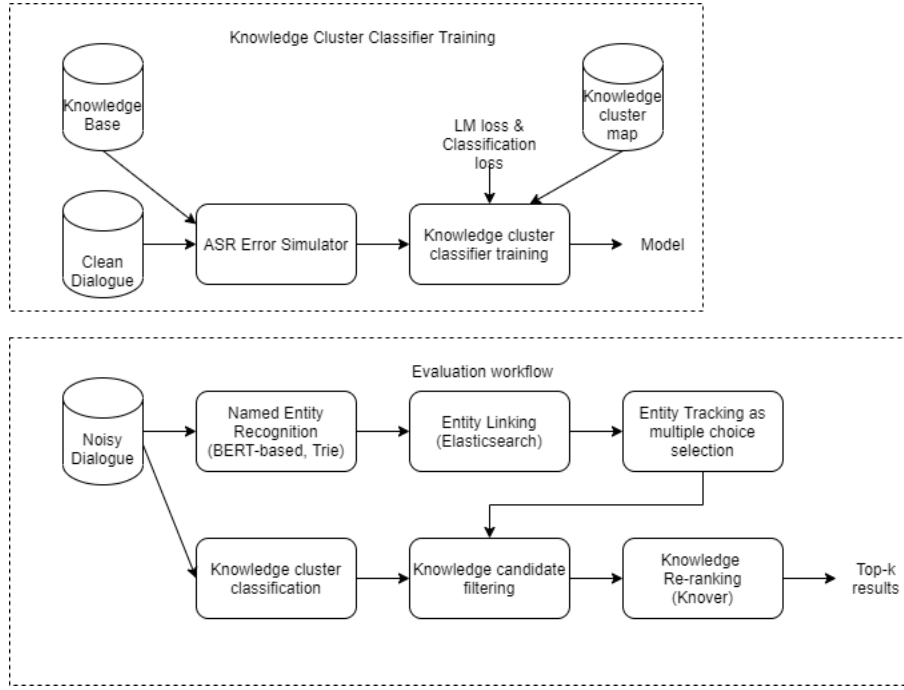 Knowledge Cluster Classifier Training
Knowledge
Base
Knowledge
cluster
map
LM loss &
Classification
loss
Clean
Dialogue
ASR Error Simulator
Knowledge cluster
classifier training
Model
Evaluation workflow
Noisy
Dialogue
Named Entity
Recognition
(BERT-based, Trie)
Entity Linking
(Elasticsearch)
Entity Tracking as
multiple choice
selection
Knowledge cluster
classification
Knowledge candidate
filtering
Knowledge
Re-ranking
(Knover)
Top-k
results